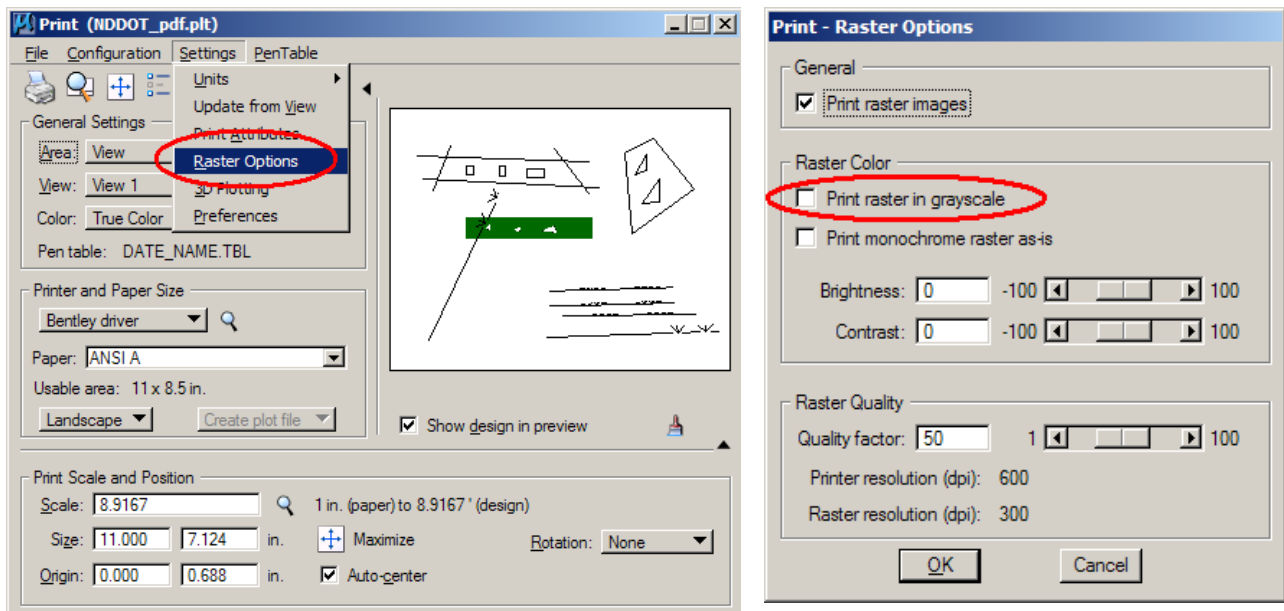 Print (NDDOT_pdf.plt)
File Configuration Settings PenTable
Units
Update from View
Print Attributes
Raster Options
3D Plotting
Preferences
General Settings
Area: View
View: View 1
Color: True Color
Pen table: DATE_NAME.TBL
Printer and Paper Size
Bentley driver
Paper: ANSI A
Usable area: 11 x 8.5 in.
Landscape Create plot file
Show design in preview
Print Scale and Position
Scale: 8.9167 1 in. (paper) to 8.9167 ' (design)
Size: 11.000 7.124 in. Maximize Rotation: None
Origin: 0.000 0.688 in. Auto-center
Print - Raster Options
General
Print raster images
Raster Color
Print raster in grayscale
Print monochrome raster as-is
Brightness: 0 -100 100
Contrast: 0 -100 100
Raster Quality
Quality factor: 50 1 100
Printer resolution (dpi): 600
Raster resolution (dpi): 300
OK Cancel